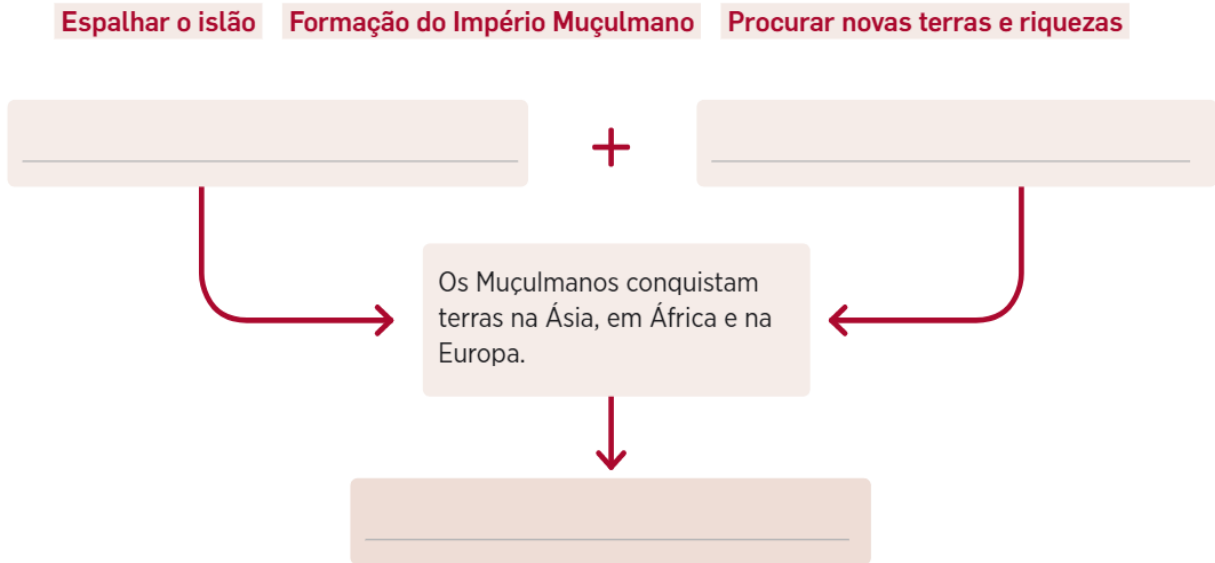 Espalhar o islão Formação do Império Muçulmano Procurar novas terras e riquezas
+
Os Muçulmanos conquistam
terras na Ásia, em África e na
Europa.